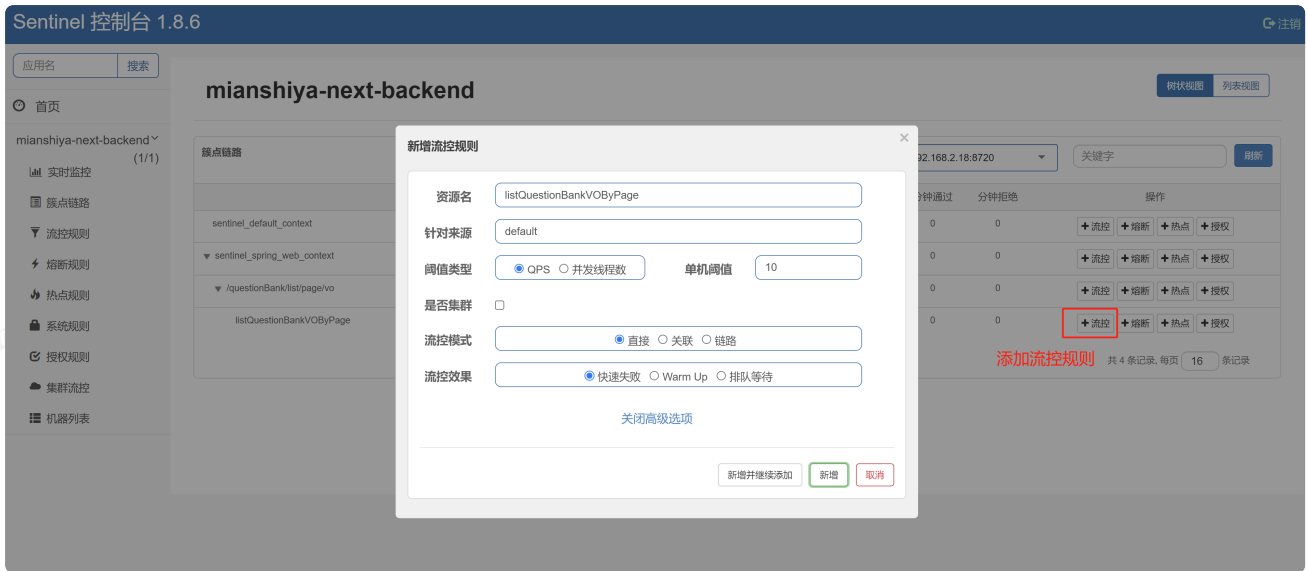 Sentinel 控制台 1.8.6
注销
应用名 搜索
首页
mianshiya-next-backend
(1/1)
实时监控
簇点链路
流控规则
熔断规则
热点规则
系统规则
授权规则
集群流控
机器列表
mianshiya-next-backend
树状视图 列表视图
簇点链路
92.168.2.18:8720 关键字 刷新
分钟通过 分钟拒绝 操作
sentinel_default_context 0 0 流控 熔断 热点 授权
sentinel_spring_web_context 0 0 流控 熔断 热点 授权
/questionBank/list/page/vo 0 0 流控 熔断 热点 授权
listQuestionBankVOByPage 0 0 流控 熔断 热点 授权
添加流控规则
共 4 条记录, 每页 16 条记录
新增流控规则 ×
资源名 listQuestionBankVOByPage
针对来源 default
阈值类型 QPS 并发线程数 单机阈值 10
是否集群
流控模式 直接 关联 链路
流控效果 快速失败 Warm Up 排队等待
关闭高级选项
新增并继续添加 新增 取消